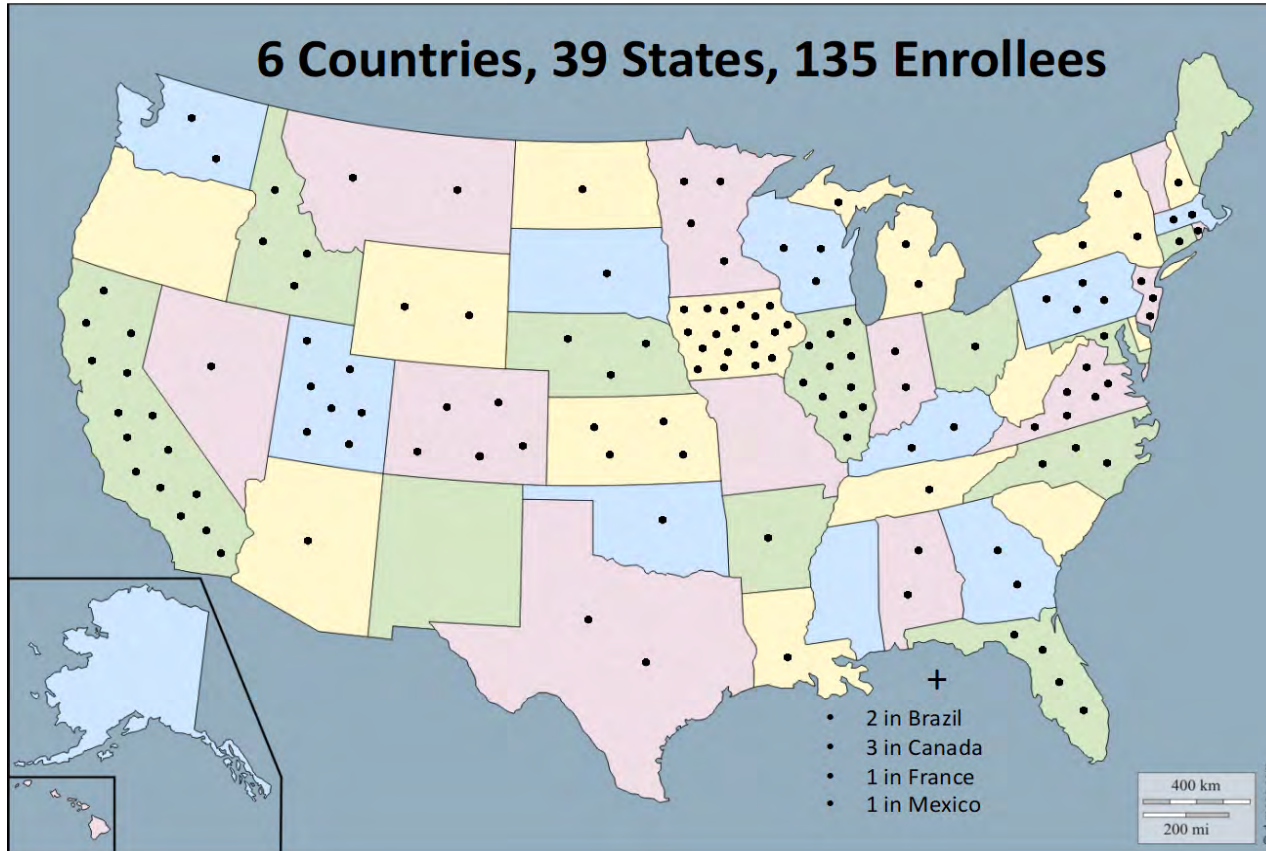 6 Countries, 39 States, 135 Enrollees
+
• 2 in Brazil
• 3 in Canada
• 1 in France
• 1 in Mexico
400 km
200 mi